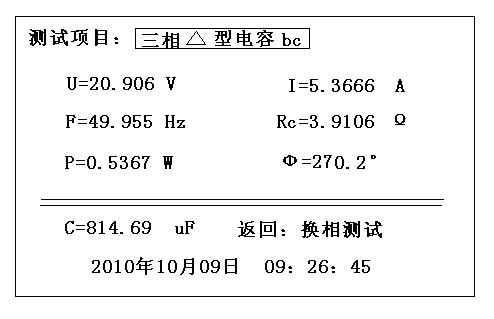 测试项目： 三相 △ 型电容 bc
U=20.906 V I=5.3666 A
F=49.955 Hz Rc=3.9106 Ω
P=0.5367 W Φ=270.2°
C=814.69 uF 返回：换相测试
2010年10月09日 09：26：45